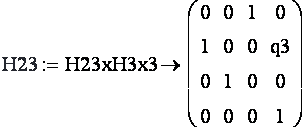 H23 := H23xH3x3 → ( 0 0 1 0
1 0 0 q3
0 1 0 0
0 0 0 1 )